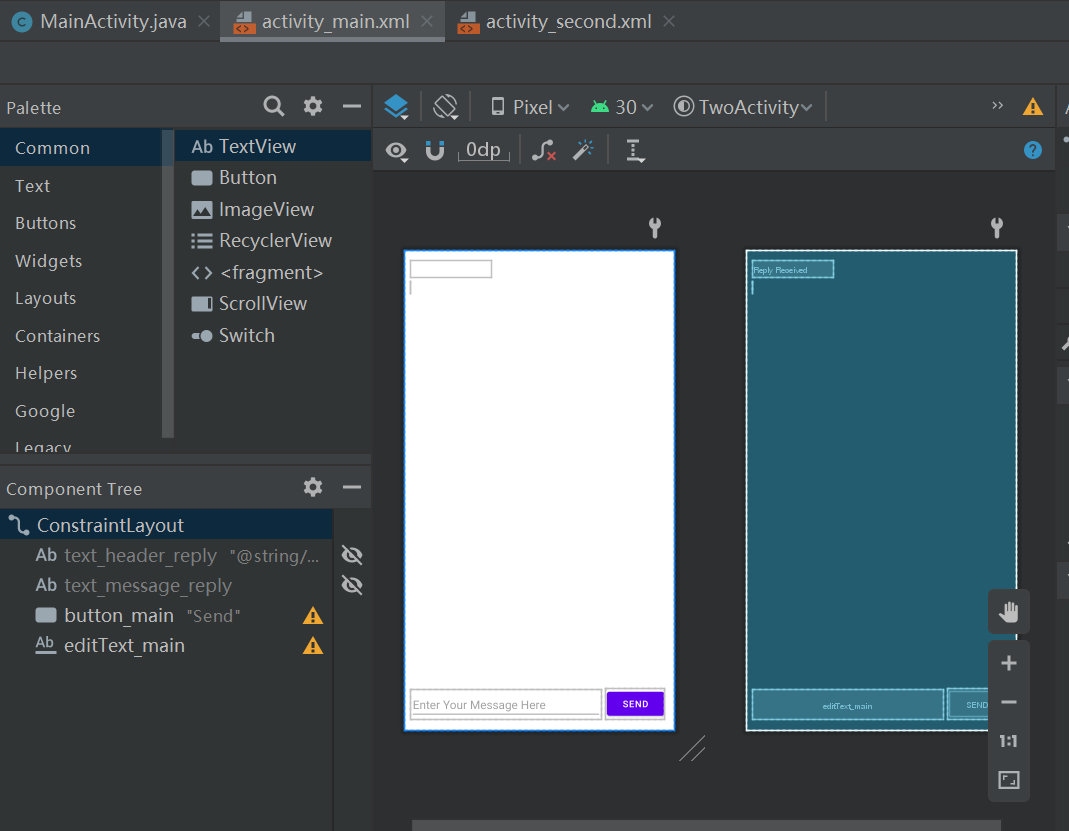 MainActivity.java activity_main.xml activity_second.xml
Palette
Pixel 30 TwoActivity
Common
Text
Buttons
Widgets
Layouts
Containers
Helpers
Google
Legacy
Ab TextView
Button
ImageView
RecyclerView
<fragment>
ScrollView
Switch
0dp
Component Tree
ConstraintLayout
Ab text_header_reply "@string/...
Ab text_message_reply
button_main "Send"
Ab editText_main
Enter Your Message Here SEND
Reply Received
editText_main SEND
1:1